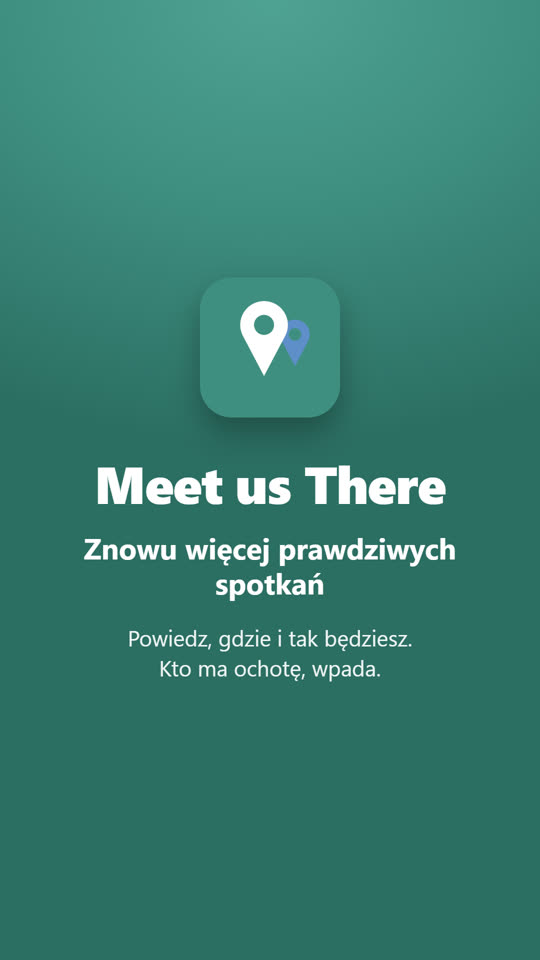 Meet us There
Znowu więcej prawdziwych
spotkań
Powiedz, gdzie i tak będziesz.
Kto ma ochotę, wpada.